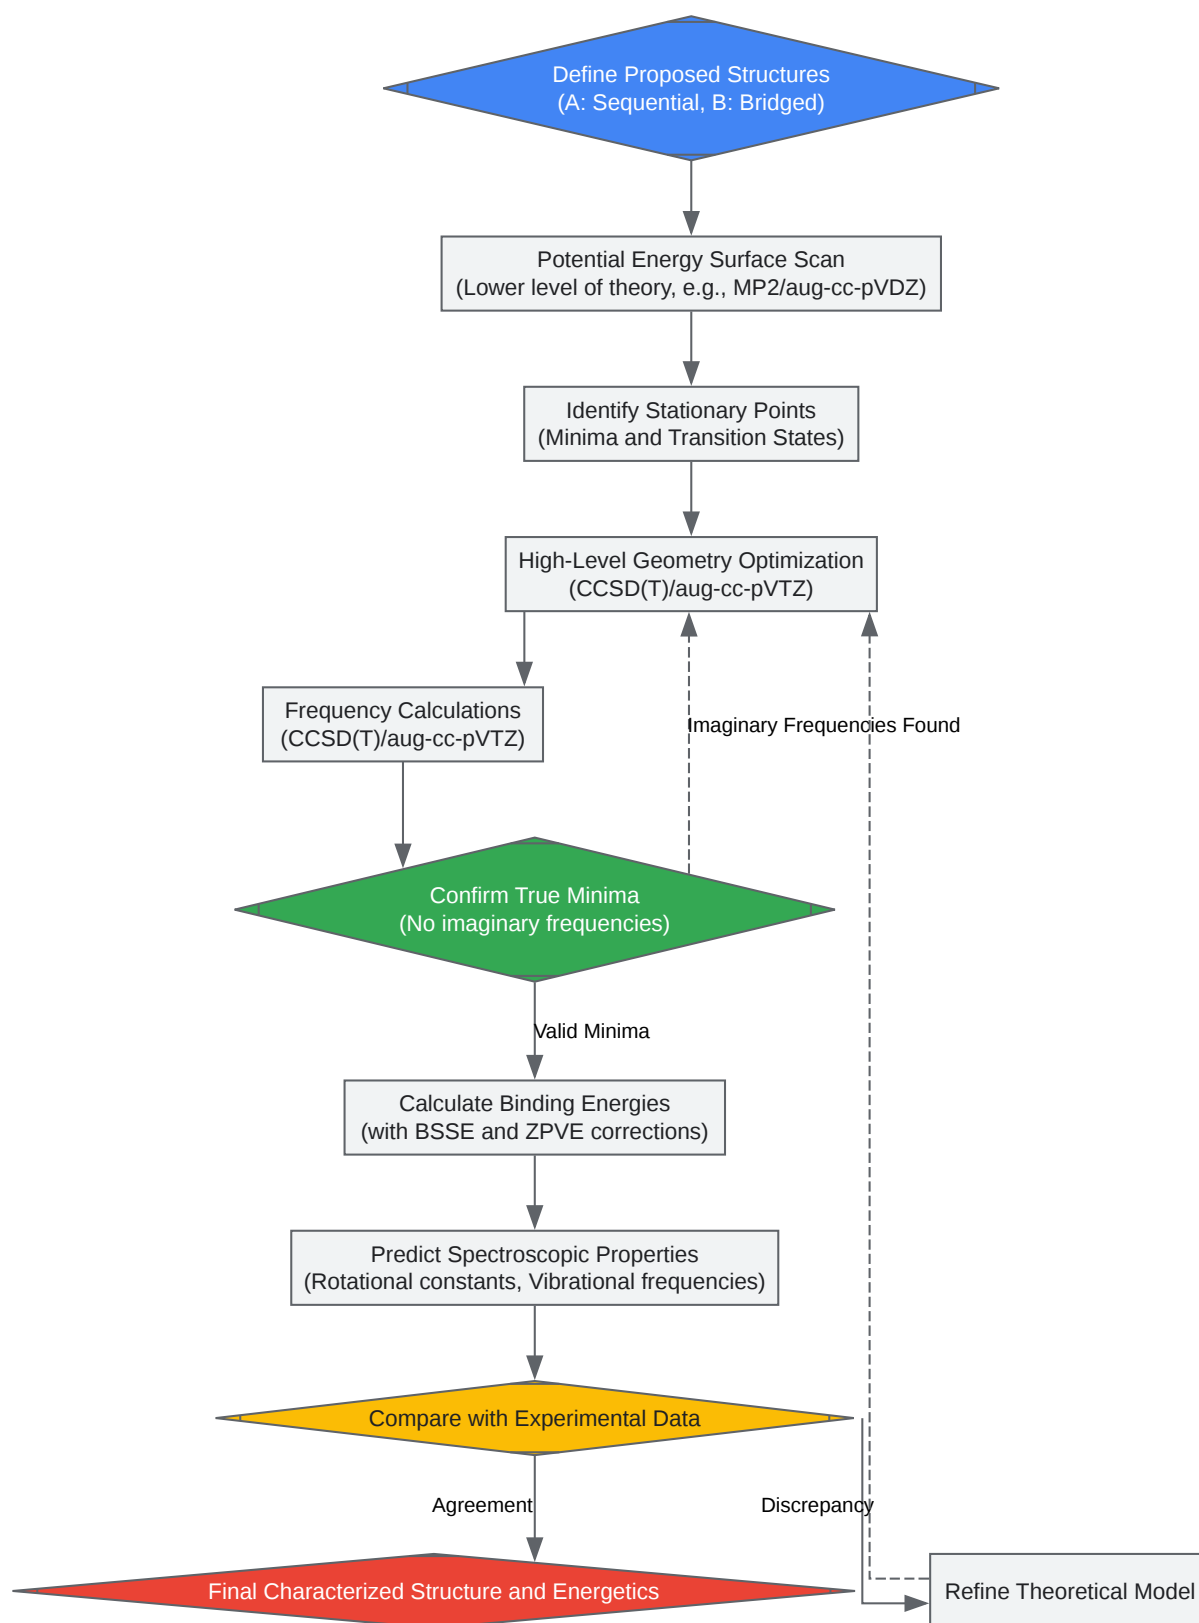 Define Proposed Structures
(A: Sequential, B: Bridged)
Potential Energy Surface Scan
(Lower level of theory, e.g., MP2/aug-cc-pVDZ)
Identify Stationary Points
(Minima and Transition States)
High-Level Geometry Optimization
(CCSD(T)/aug-cc-pVTZ)
Frequency Calculations
(CCSD(T)/aug-cc-pVTZ)
Imaginary Frequencies Found
Confirm True Minima
(No imaginary frequencies)
Valid Minima
Calculate Binding Energies
(with BSSE and ZPVE corrections)
Predict Spectroscopic Properties
(Rotational constants, Vibrational frequencies)
Compare with Experimental Data
Agreement
Discrepancy
Final Characterized Structure and Energetics
Refine Theoretical Model